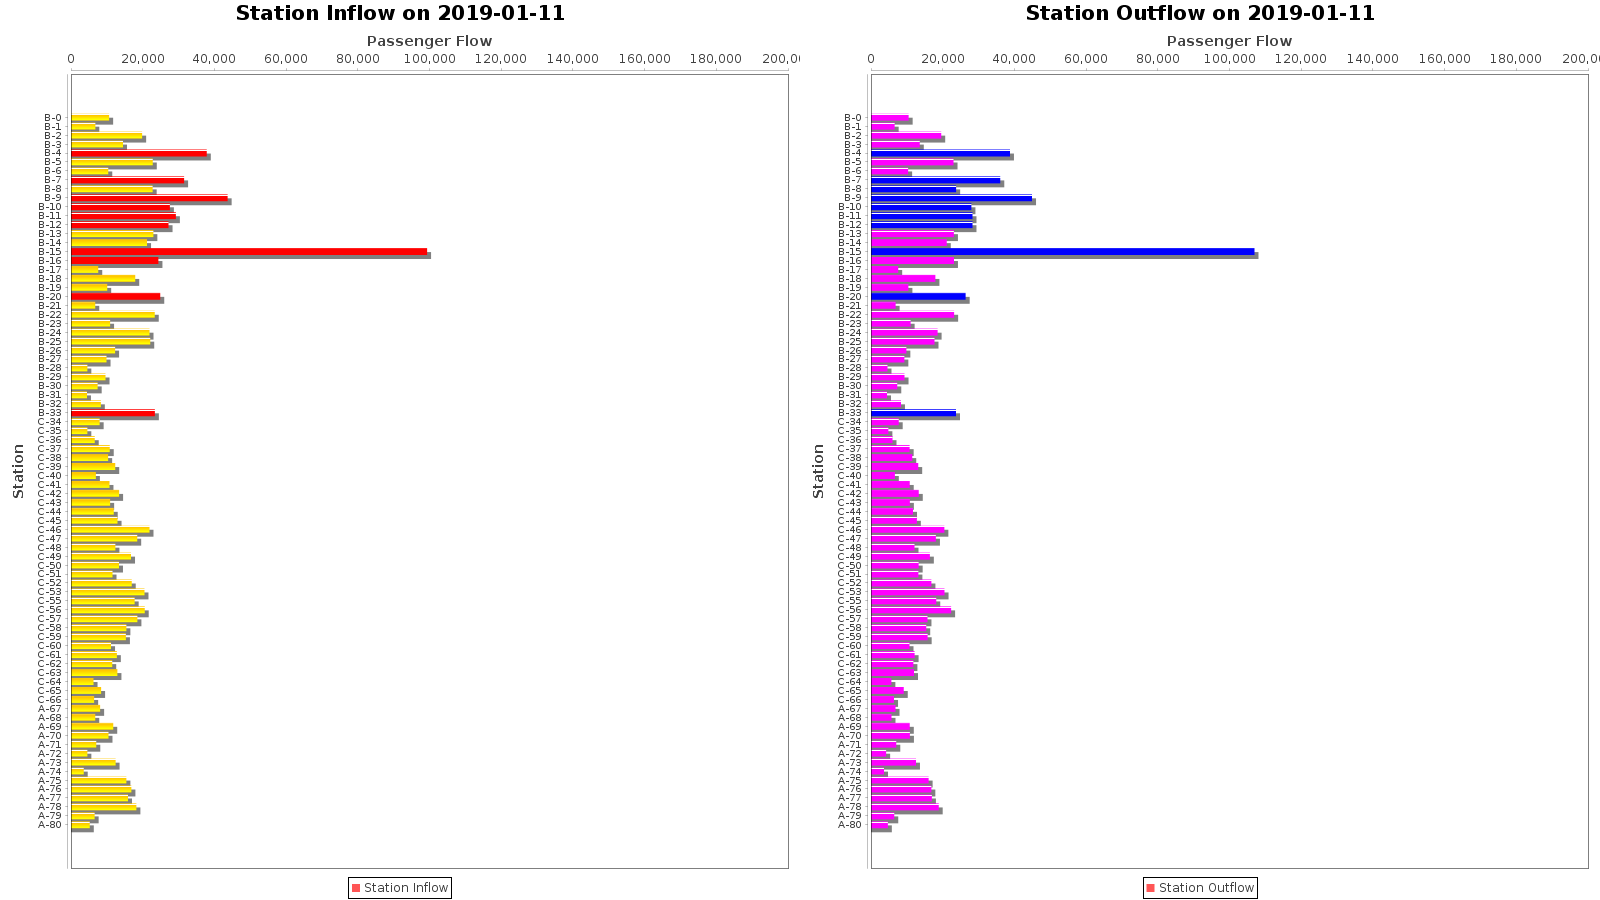 Station Inflow on 2019-01-11
Passenger Flow
0 20,000 40,000 60,000 80,000 100,000 120,000 140,000 160,000 180,000 200,0
Station
B-0
B-1
B-2
B-3
B-4
B-5
B-6
B-7
B-8
B-9
B-10
B-11
B-12
B-13
B-14
B-15
B-16
B-17
B-18
B-19
B-20
B-21
B-22
B-23
B-24
B-25
B-26
B-27
B-28
B-29
B-30
B-31
B-32
B-33
C-34
C-35
C-36
C-37
C-38
C-39
C-40
C-41
C-42
C-43
C-44
C-45
C-46
C-47
C-48
C-49
C-50
C-51
C-52
C-53
C-55
C-56
C-57
C-58
C-59
C-60
C-61
C-62
C-63
C-64
C-65
C-66
A-67
A-68
A-69
A-70
A-71
A-72
A-73
A-74
A-75
A-76
A-77
A-78
A-79
A-80
Station Inflow
Station Outflow on 2019-01-11
Passenger Flow
0 20,000 40,000 60,000 80,000 100,000 120,000 140,000 160,000 180,000 200,0
Station
B-0
B-1
B-2
B-3
B-4
B-5
B-6
B-7
B-8
B-9
B-10
B-11
B-12
B-13
B-14
B-15
B-16
B-17
B-18
B-19
B-20
B-21
B-22
B-23
B-24
B-25
B-26
B-27
B-28
B-29
B-30
B-31
B-32
B-33
C-34
C-35
C-36
C-37
C-38
C-39
C-40
C-41
C-42
C-43
C-44
C-45
C-46
C-47
C-48
C-49
C-50
C-51
C-52
C-53
C-55
C-56
C-57
C-58
C-59
C-60
C-61
C-62
C-63
C-64
C-65
C-66
A-67
A-68
A-69
A-70
A-71
A-72
A-73
A-74
A-75
A-76
A-77
A-78
A-79
A-80
Station Outflow